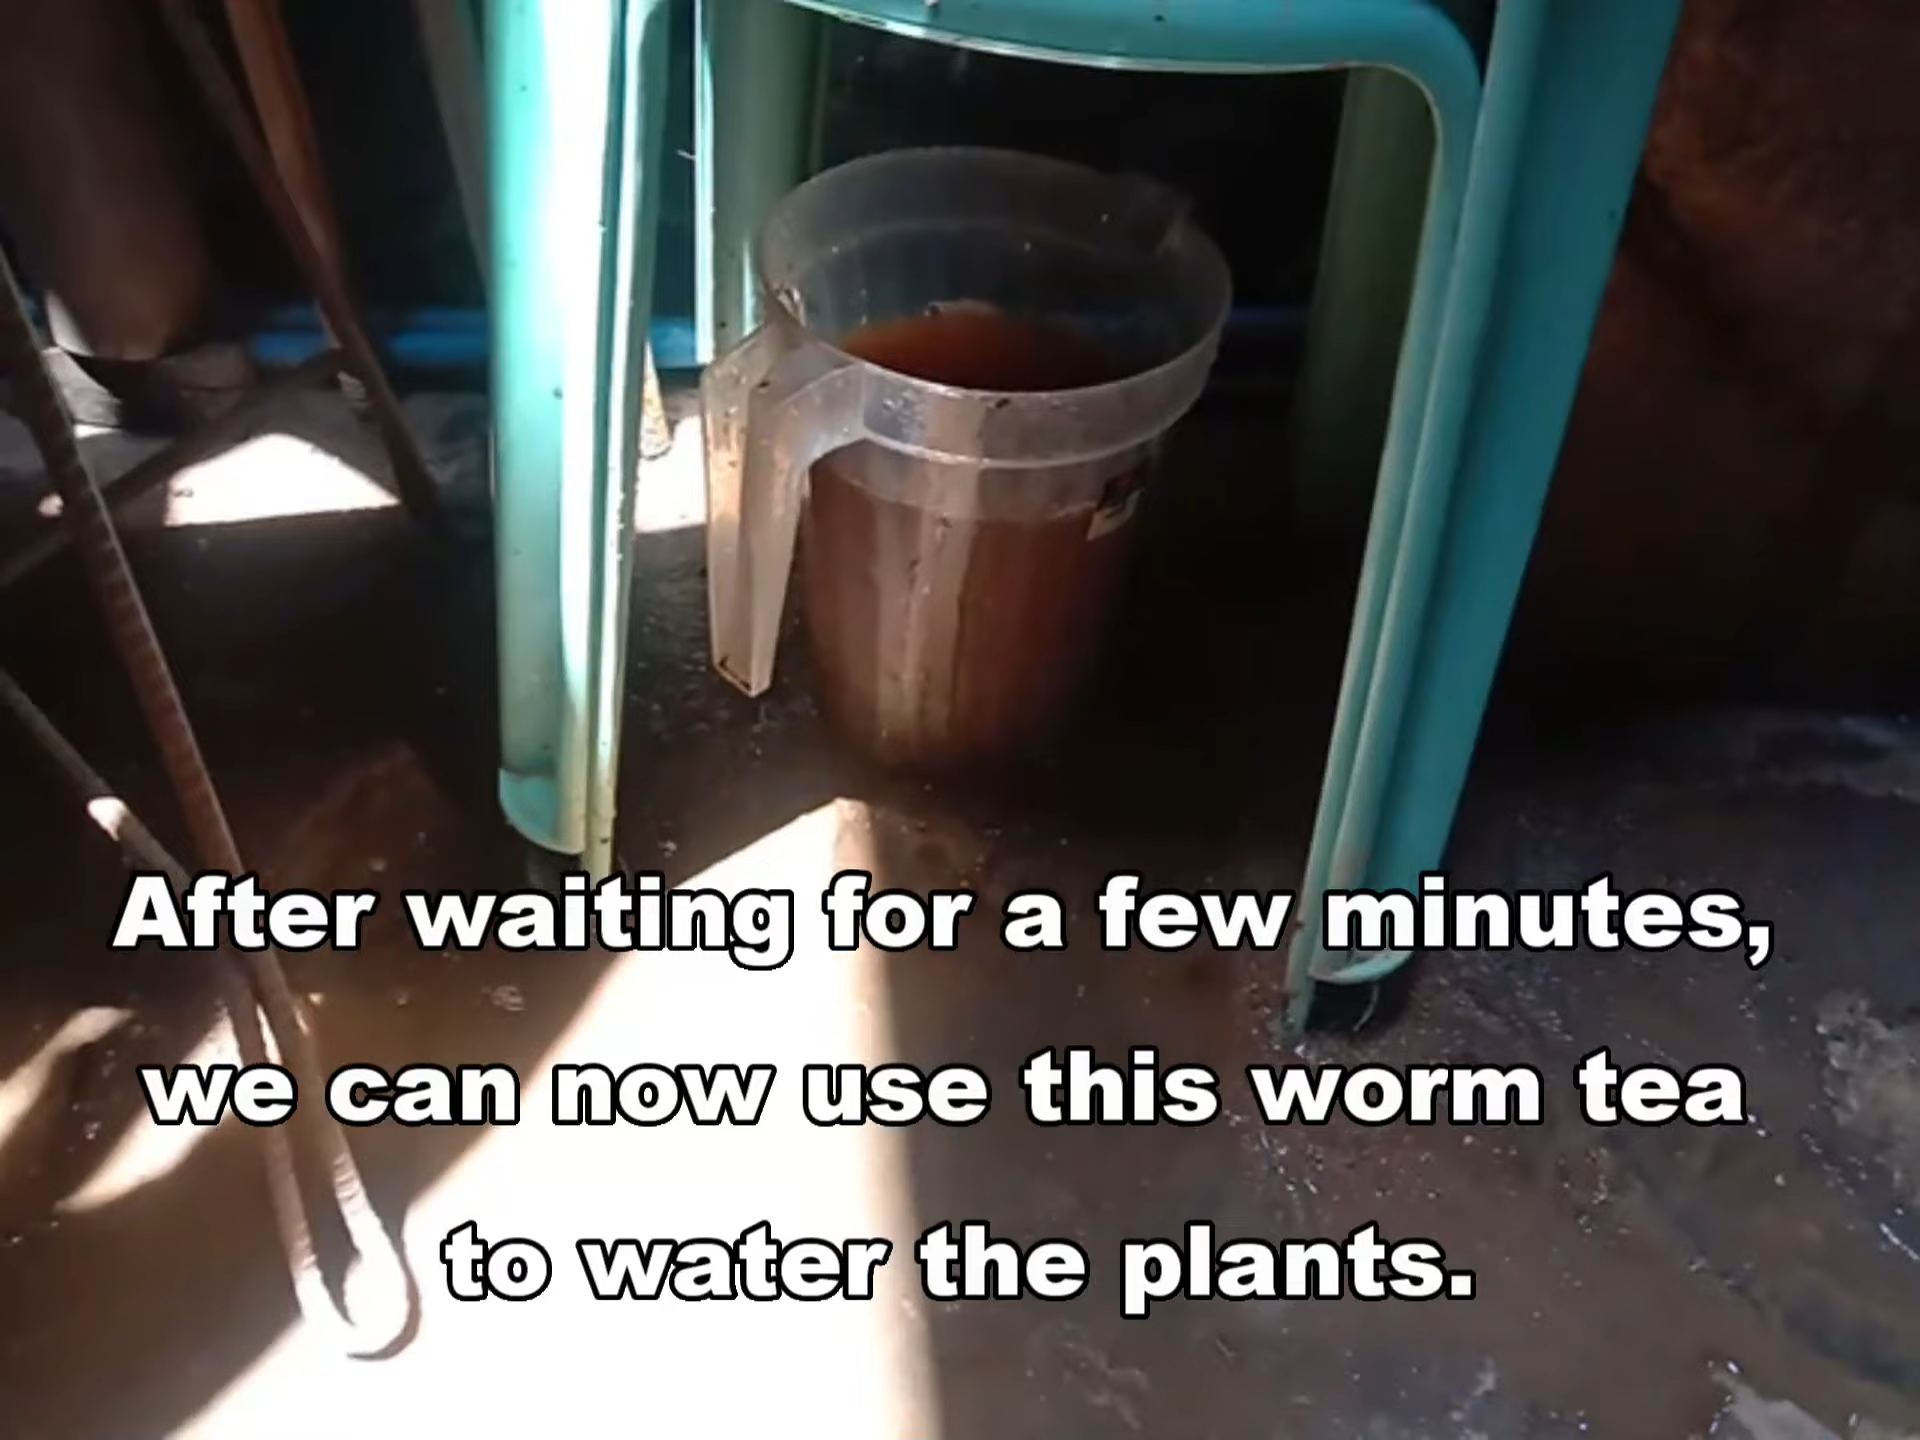 After waiting for a few minutes,
we can now use this worm tea
to water the plants.